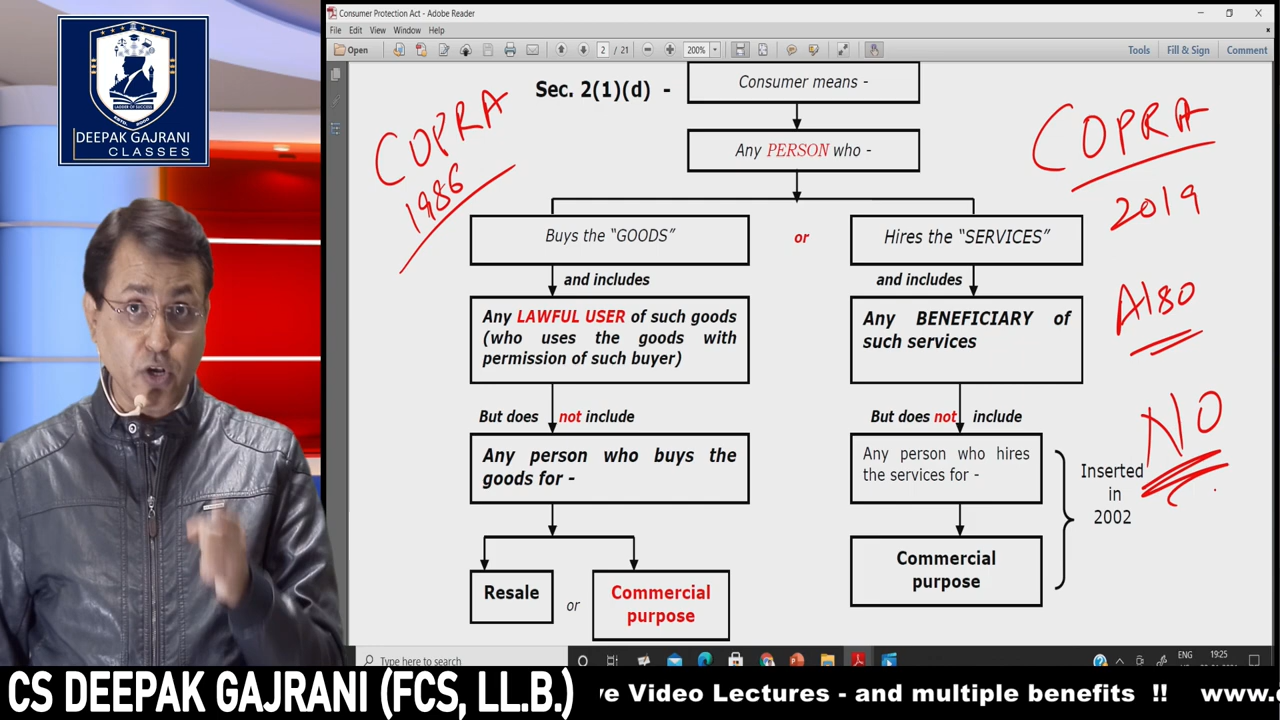 DEEPAK GAJRANI
CLASSES
Consumer Protection Act - Adobe Reader
File Edit View Window Help
Open
2 / 21
200%
Tools
Fill & Sign
Comment
Sec. 2(1)(d) -
Consumer means -
Any PERSON who -
COPRA
1986
COPRA
2019
Also
NO
Buys the “GOODS”
or
Hires the “SERVICES”
and includes
and includes
Any LAWFUL USER of such goods
(who uses the goods with
permission of such buyer)
Any BENEFICIARY of
such services
But does not include
But does not include
Any person who buys the
goods for -
Any person who hires
the services for -
Inserted
in
2002
Resale
or
Commercial
purpose
Commercial
purpose
Type here to search
ENG
19:25
CS DEEPAK GAJRANI (FCS, LL.B.)
ve Video Lectures - and multiple benefits !!
www.